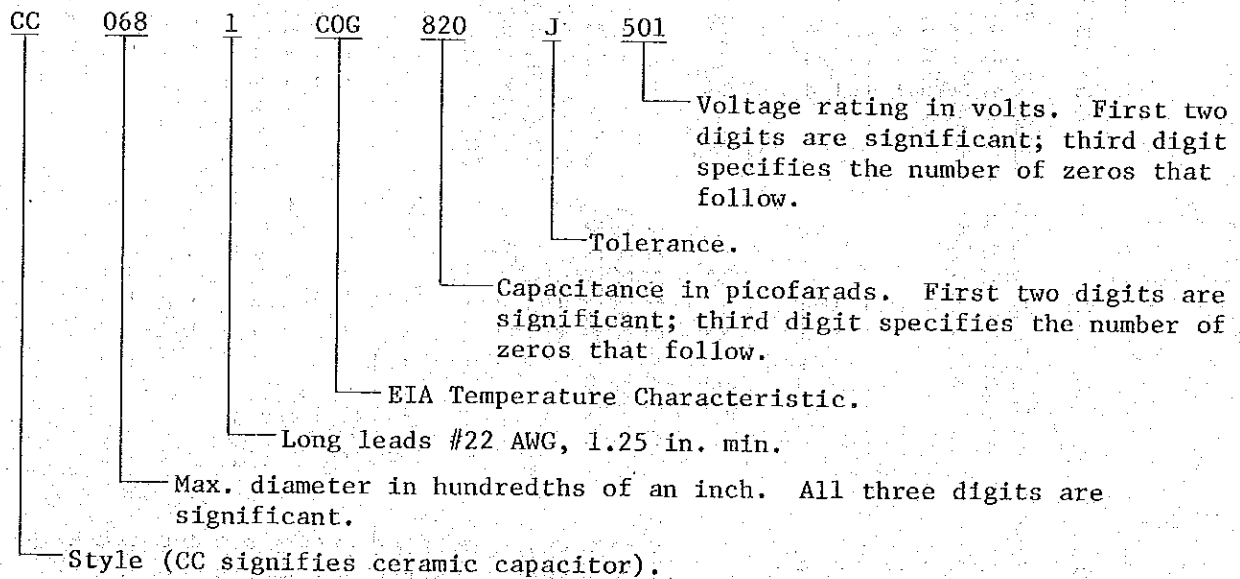 CC 068 1 COG 820 J 501
Voltage rating in volts. First two
digits are significant; third digit
specifies the number of zeros that
follow.
Tolerance.
Capacitance in picofarads. First two digits are
significant; third digit specifies the number of
zeros that follow.
EIA Temperature Characteristic.
Long leads #22 AWG, 1.25 in. min.
Max. diameter in hundredths of an inch. All three digits are
significant.
Style (CC signifies ceramic capacitor).